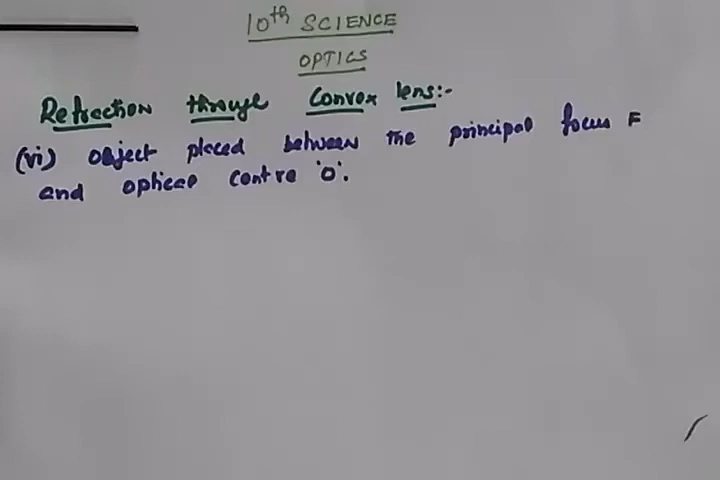 10th SCIENCE
OPTICS
Refraction through Convex lens:-
(vi) object placed between the principal focus F
and optical centre 'O'.